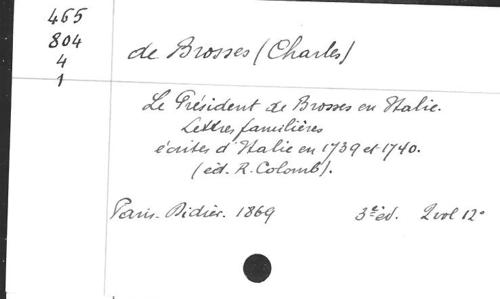 465
804
4
1
de Brosses (Charles)
Le Président de Brosses en Italie.
Lettres familières
écrites d'Italie en 1739 et 1740.
(éd. R. Colomb).
Paris. Didier. 1869 3e éd. 2 vol 12°